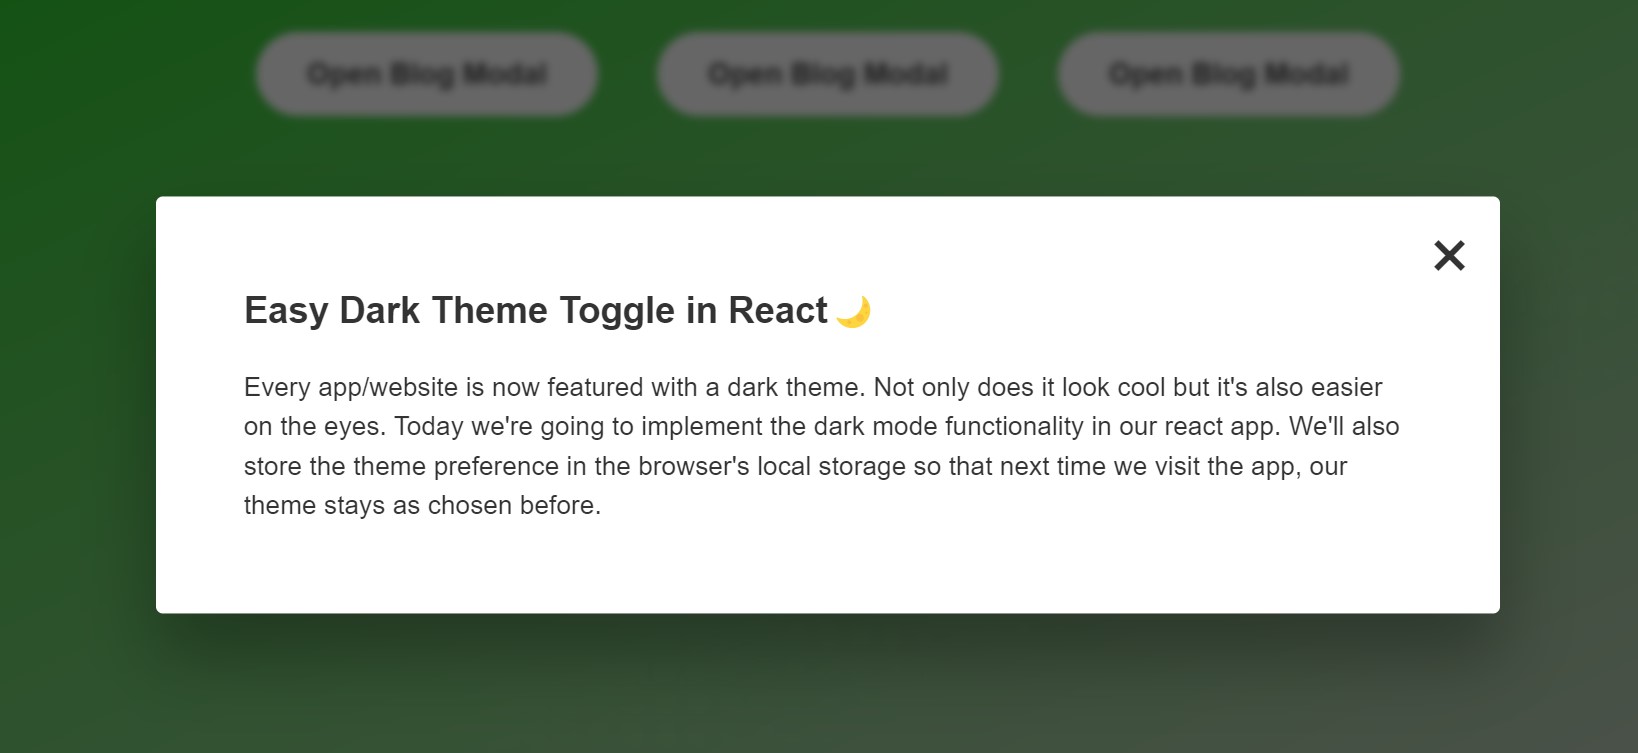 Open Blog Modal Open Blog Modal Open Blog Modal
×
Easy Dark Theme Toggle in React🌙
Every app/website is now featured with a dark theme. Not only does it look cool but it's also easier
on the eyes. Today we're going to implement the dark mode functionality in our react app. We'll also
store the theme preference in the browser's local storage so that next time we visit the app, our
theme stays as chosen before.